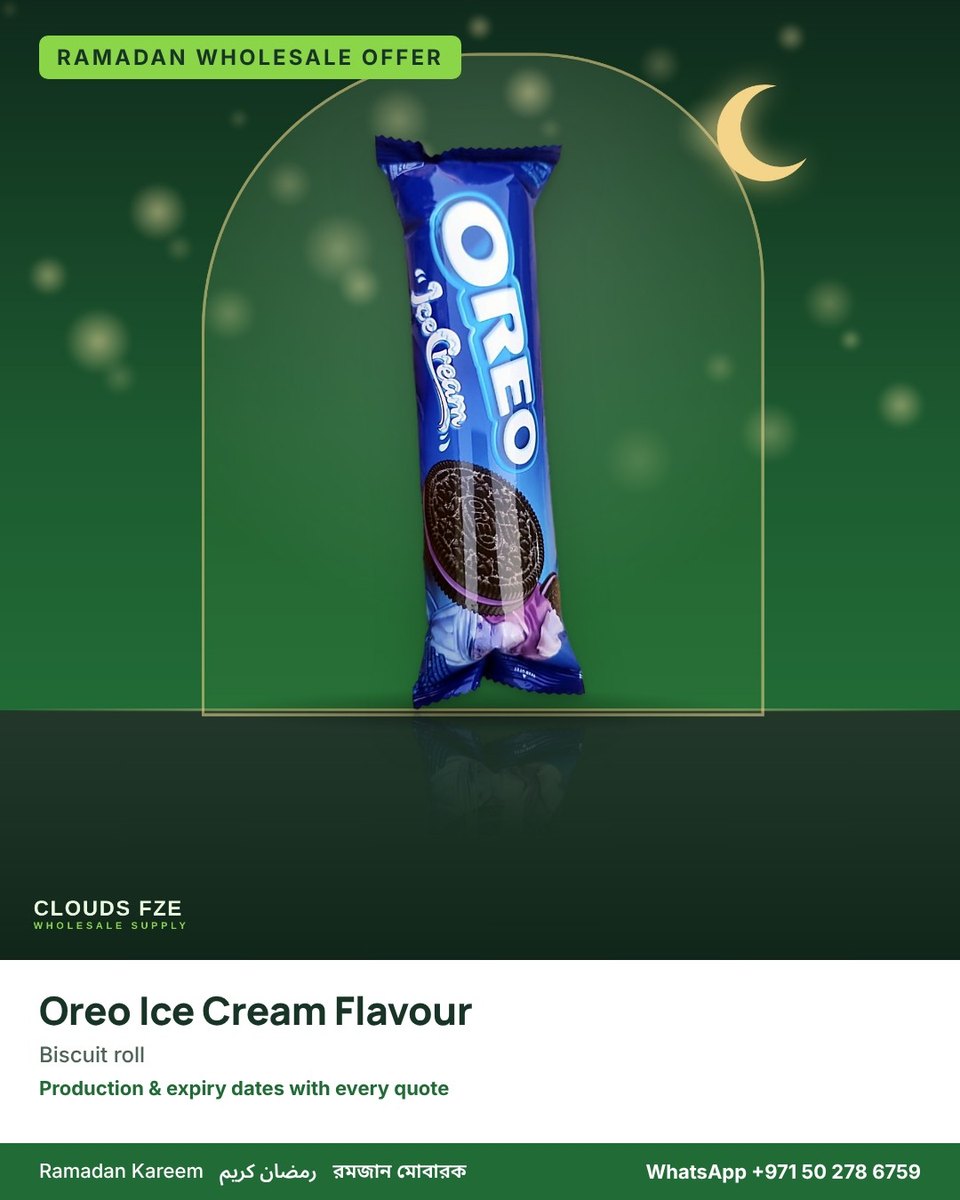 RAMADAN WHOLESALE OFFER
OREO
Ice Cream
OREO
CLOUDS FZE
WHOLESALE SUPPLY
Oreo Ice Cream Flavour
Biscuit roll
Production & expiry dates with every quote
Ramadan Kareem رمضان كريم রমজান মোবারক
WhatsApp +971 50 278 6759